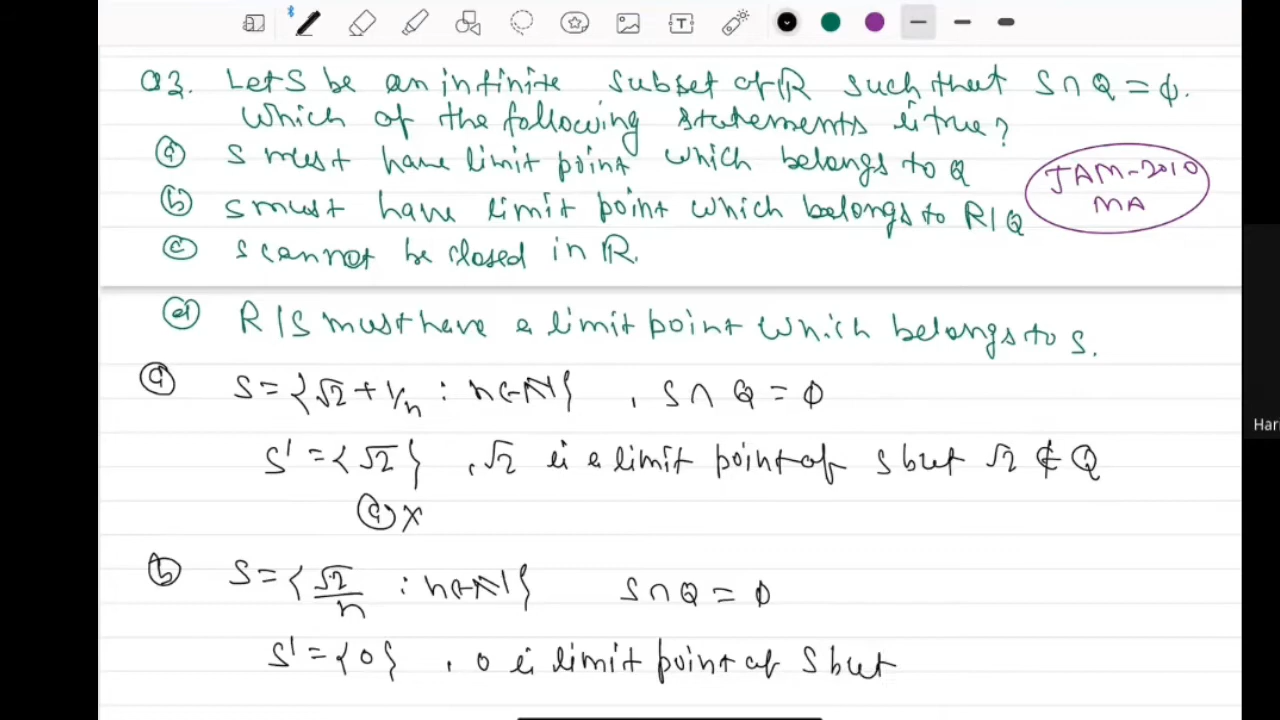 Q3. Let S be an infinite subset of ℝ such that S ∩ Q = ϕ.
Which of the following statements is true?
(a) S must have limit point which belongs to Q
(b) S must have limit point which belongs to R|Q
JAM-2010
MA
(c) S cannot be closed in ℝ.
(d) R|S must have a limit point which belongs to S.
(a) S = {√2 + 1/n : n ∈ N}, S ∩ Q = ϕ
S' = {√2}, √2 is a limit point of S but √2 ∉ Q
(a) ×
(b) S = {√2/n : n ∈ N} S ∩ Q = ϕ
S' = {0}, 0 is limit point of S but
Har